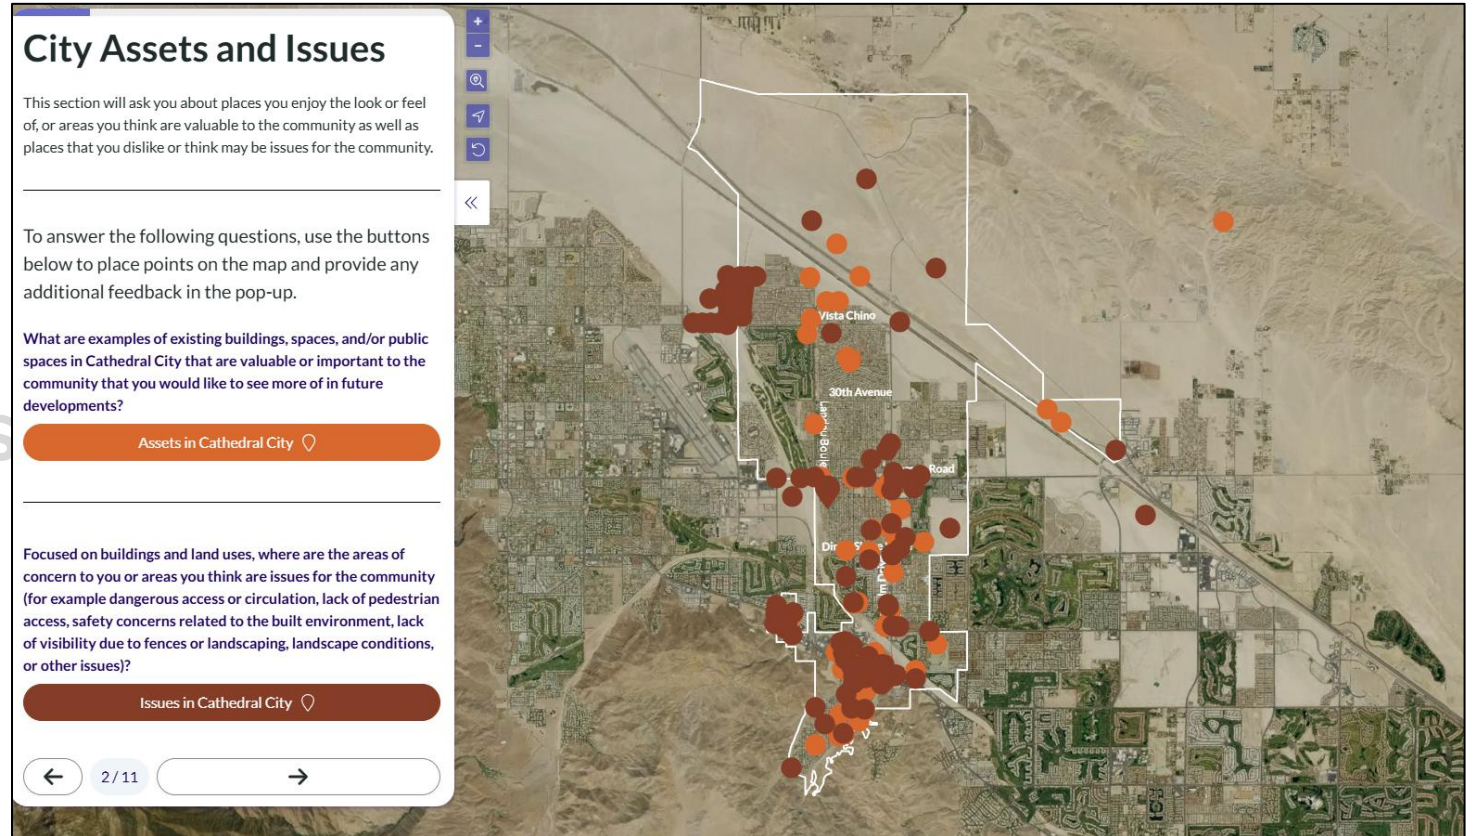 City Assets and Issues
This section will ask you about places you enjoy the look or feel
of, or areas you think are valuable to the community as well as
places that you dislike or think may be issues for the community.
To answer the following questions, use the buttons
below to place points on the map and provide any
additional feedback in the pop-up.
What are examples of existing buildings, spaces, and/or public
spaces in Cathedral City that are valuable or important to the
community that you would like to see more of in future
developments?
Assets in Cathedral City
Focused on buildings and land uses, where are the areas of
concern to you or areas you think are issues for the community
(for example dangerous access or circulation, lack of pedestrian
access, safety concerns related to the built environment, lack
of visibility due to fences or landscaping, landscape conditions,
or other issues)?
Issues in Cathedral City
2 / 11
Vista Chino
30th Avenue
Road